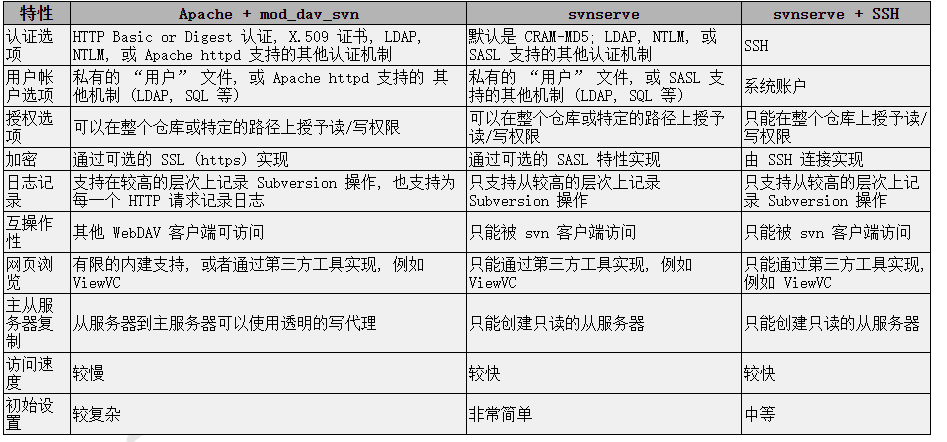 特性 Apache + mod_dav_svn svnserve svnserve + SSH
认证选项 HTTP Basic or Digest 认证, X.509 证书, LDAP, NTLM, 或 Apache httpd 支持的其他认证机制 默认是 CRAM-MD5; LDAP, NTLM, 或 SASL 支持的其他认证机制 SSH
用户帐户选项 私有的 “用户” 文件, 或 Apache httpd 支持的 其他机制 (LDAP, SQL 等) 私有的 “用户” 文件, 或 SASL 支持的其他机制 (LDAP, SQL 等) 系统账户
授权选项 可以在整个仓库或特定的路径上授予读/写权限 可以在整个仓库或特定的路径上授予读/写权限 只能在整个仓库上授予读/写权限
加密 通过可选的 SSL (https) 实现 通过可选的 SASL 特性实现 由 SSH 连接实现
日志记录 支持在较高的层次上记录 Subversion 操作, 也支持为每一个 HTTP 请求记录日志 只支持从较高的层次上记录 Subversion 操作 只支持从较高的层次上记录 Subversion 操作
互操作性 其他 WebDAV 客户端可访问 只能被 svn 客户端访问 只能被 svn 客户端访问
网页浏览 有限的内建支持, 或者通过第三方工具实现, 例如 ViewVC 只能通过第三方工具实现, 例如 ViewVC 只能通过第三方工具实现, 例如 ViewVC
主从服务器复制 从服务器到主服务器可以使用透明的写代理 只能创建只读的从服务器 只能创建只读的从服务器
访问速度 较慢 较快 较快
初始设置 较复杂 非常简单 中等